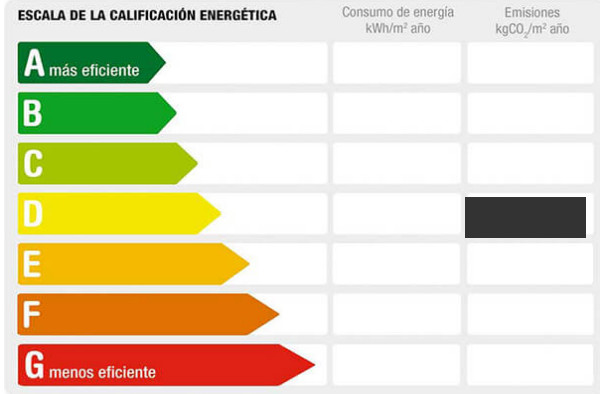 ESCALA DE LA CALIFICACIÓN ENERGÉTICA
Consumo de energía
kWh/m² año
Emisiones
kgCO₂/m² año
A más eficiente
B
C
D
E
F
G menos eficiente